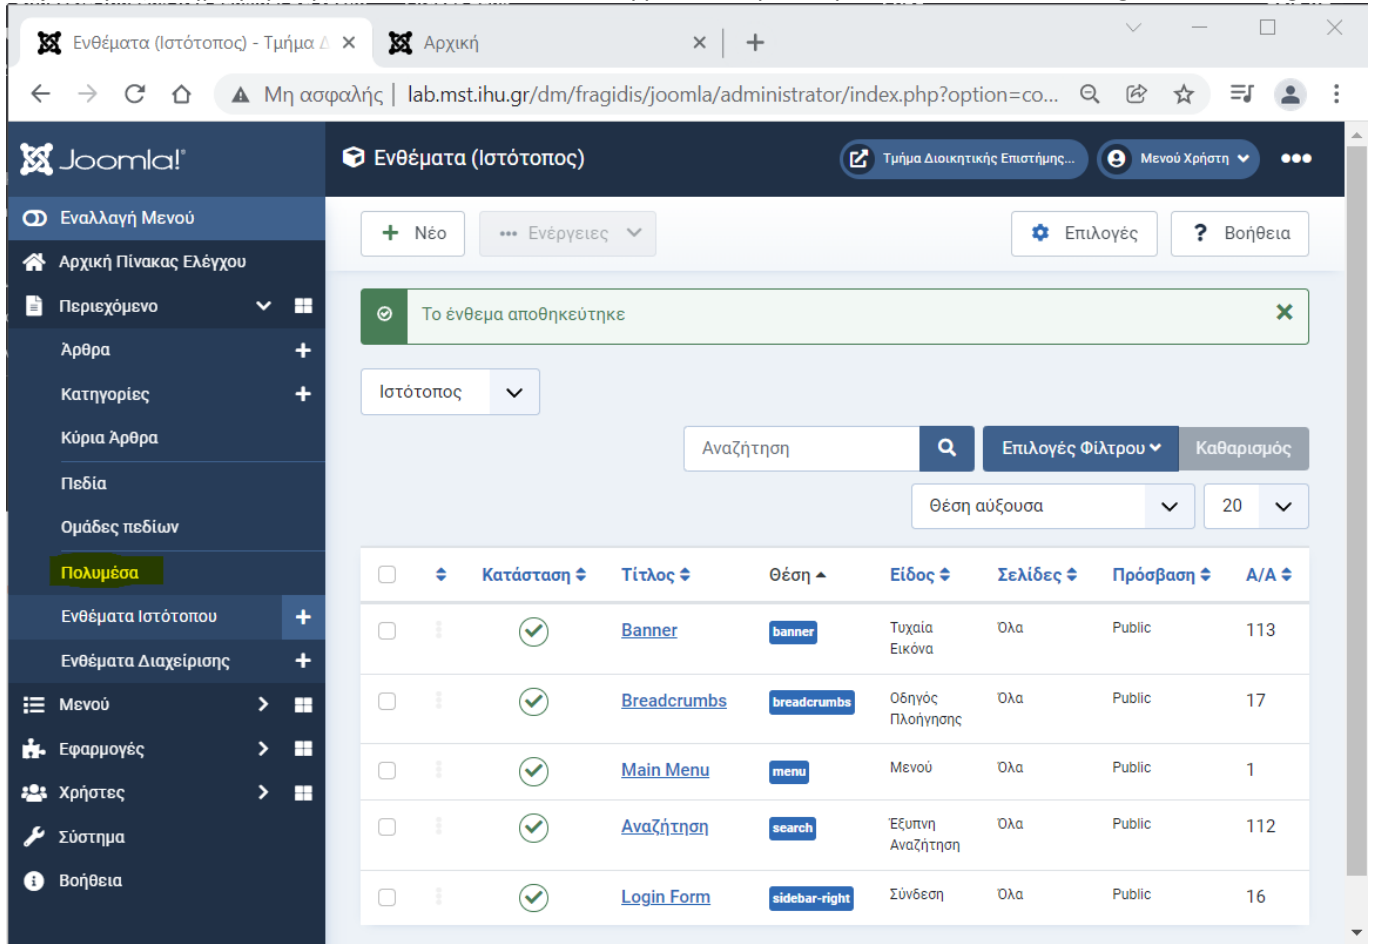 Ενθέματα (Ιστότοπος) - Τμήμα Δ
Αρχική
Μη ασφαλής | lab.mst.ihu.gr/dm/fragidis/joomla/administrator/index.php?option=co...
Joomla!
Ενθέματα (Ιστότοπος)
Τμήμα Διοικητικής Επιστήμης...
Μενού Χρήστη
Εναλλαγή Μενού
Αρχική Πίνακας Ελέγχου
Περιεχόμενο
Άρθρα
Κατηγορίες
Κύρια Άρθρα
Πεδία
Ομάδες πεδίων
Πολυμέσα
Ενθέματα Ιστότοπου
Ενθέματα Διαχείρισης
Μενού
Εφαρμογές
Χρήστες
Σύστημα
Βοήθεια
Νέο
Ενέργειες
Επιλογές
? Βοήθεια
Το ένθεμα αποθηκεύτηκε
Ιστότοπος
Αναζήτηση
Επιλογές Φίλτρου
Καθαρισμός
Θέση αύξουσα
20
Κατάσταση Τίτλος Θέση Είδος Σελίδες Πρόσβαση Α/Α
Banner banner Τυχαία Εικόνα Όλα Public 113
Breadcrumbs breadcrumbs Οδηγός Πλοήγησης Όλα Public 17
Main Menu menu Μενού Όλα Public 1
Αναζήτηση search Έξυπνη Αναζήτηση Όλα Public 112
Login Form sidebar-right Σύνδεση Όλα Public 16